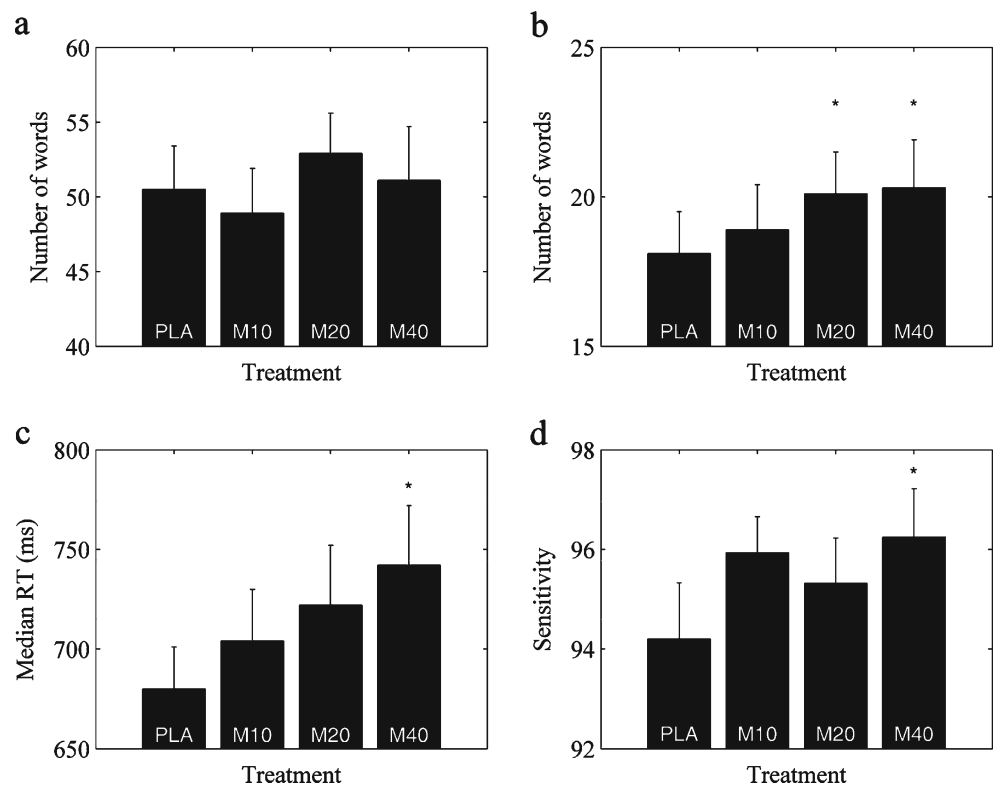 a
60
55
50
45
40
Number of words
PLA M10 M20 M40
Treatment
b
25
20
15
Number of words
* *
PLA M10 M20 M40
Treatment
c
800
750
700
650
Median RT (ms)
*
PLA M10 M20 M40
Treatment
d
98
96
94
92
Sensitivity
*
PLA M10 M20 M40
Treatment